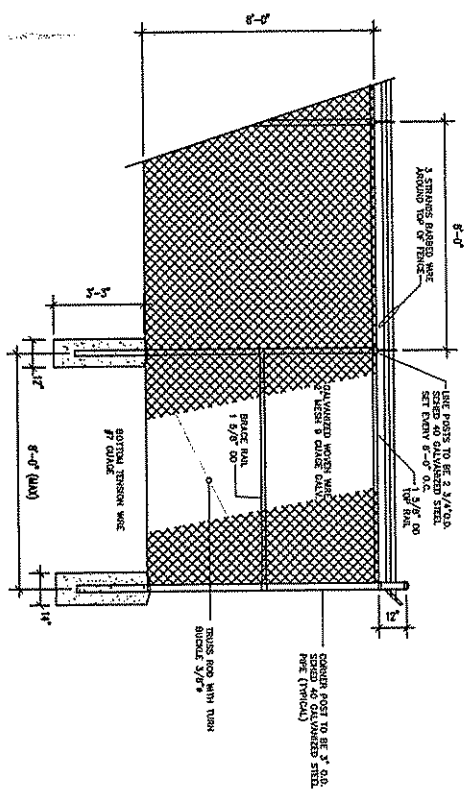 8'-0"
8'-0"
3 STRANDS BARBED WIRE
AROUND TOP OF FENCE
LINE POSTS TO BE 2 3/4" O.D.
SCHED 40 GALVANIZED STEEL
SET EVERY 8'-0" O.C.
1 5/8" OD
TOP RAIL
12"
CORNER POST TO BE 3" O.D.
SCHED 40 GALVANIZED STEEL
PIPE (TYPICAL)
GALVANIZED WOVEN WIRE
2" MESH 9 GUAGE GALV.
BRACE RAIL
1 5/8" OD
TRUSS ROD WITH TURN
BUCKLE 3/8"ø
BOTTOM TENSION WIRE
#7 GUAGE
3'-3"
12"
8'-0" (MAX)
14"